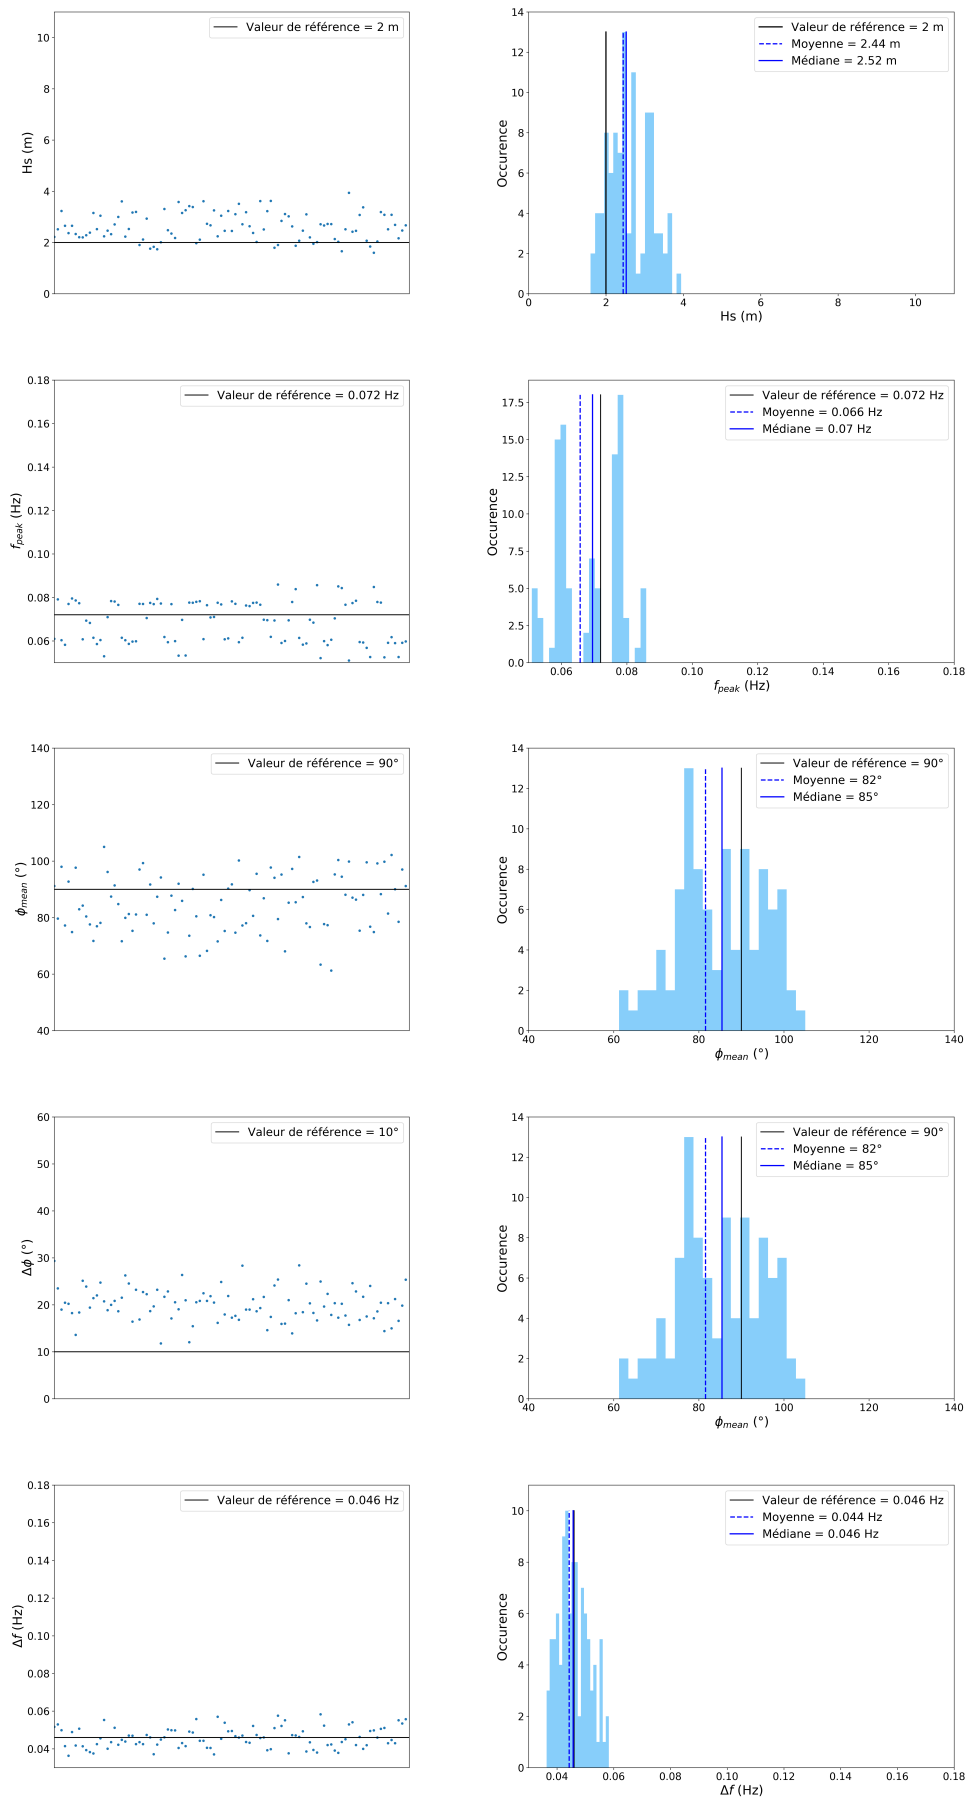 Valeur de référence = 2 m
10
8
6
4
2
0
Hs (m)
Valeur de référence = 2 m
Moyenne = 2.44 m
Médiane = 2.52 m
14
12
10
8
6
4
2
0
Occurence
0 2 4 6 8 10
Hs (m)
Valeur de référence = 0.072 Hz
0.18
0.16
0.14
0.12
0.10
0.08
0.06
f_peak (Hz)
Valeur de référence = 0.072 Hz
Moyenne = 0.066 Hz
Médiane = 0.07 Hz
17.5
15.0
12.5
10.0
7.5
5.0
2.5
0.0
Occurence
0.06 0.08 0.10 0.12 0.14 0.16 0.18
f_peak (Hz)
Valeur de référence = 90°
140
120
100
80
60
40
ϕ_mean (°)
Valeur de référence = 90°
Moyenne = 82°
Médiane = 85°
14
12
10
8
6
4
2
0
Occurence
40 60 80 100 120 140
ϕ_mean (°)
Valeur de référence = 10°
60
50
40
30
20
10
0
Δϕ (°)
Valeur de référence = 90°
Moyenne = 82°
Médiane = 85°
14
12
10
8
6
4
2
0
Occurence
40 60 80 100 120 140
ϕ_mean (°)
Valeur de référence = 0.046 Hz
0.18
0.16
0.14
0.12
0.10
0.08
0.06
0.04
Δf (Hz)
Valeur de référence = 0.046 Hz
Moyenne = 0.044 Hz
Médiane = 0.046 Hz
10
8
6
4
2
0
Occurence
0.04 0.06 0.08 0.10 0.12 0.14 0.16 0.18
Δf (Hz)